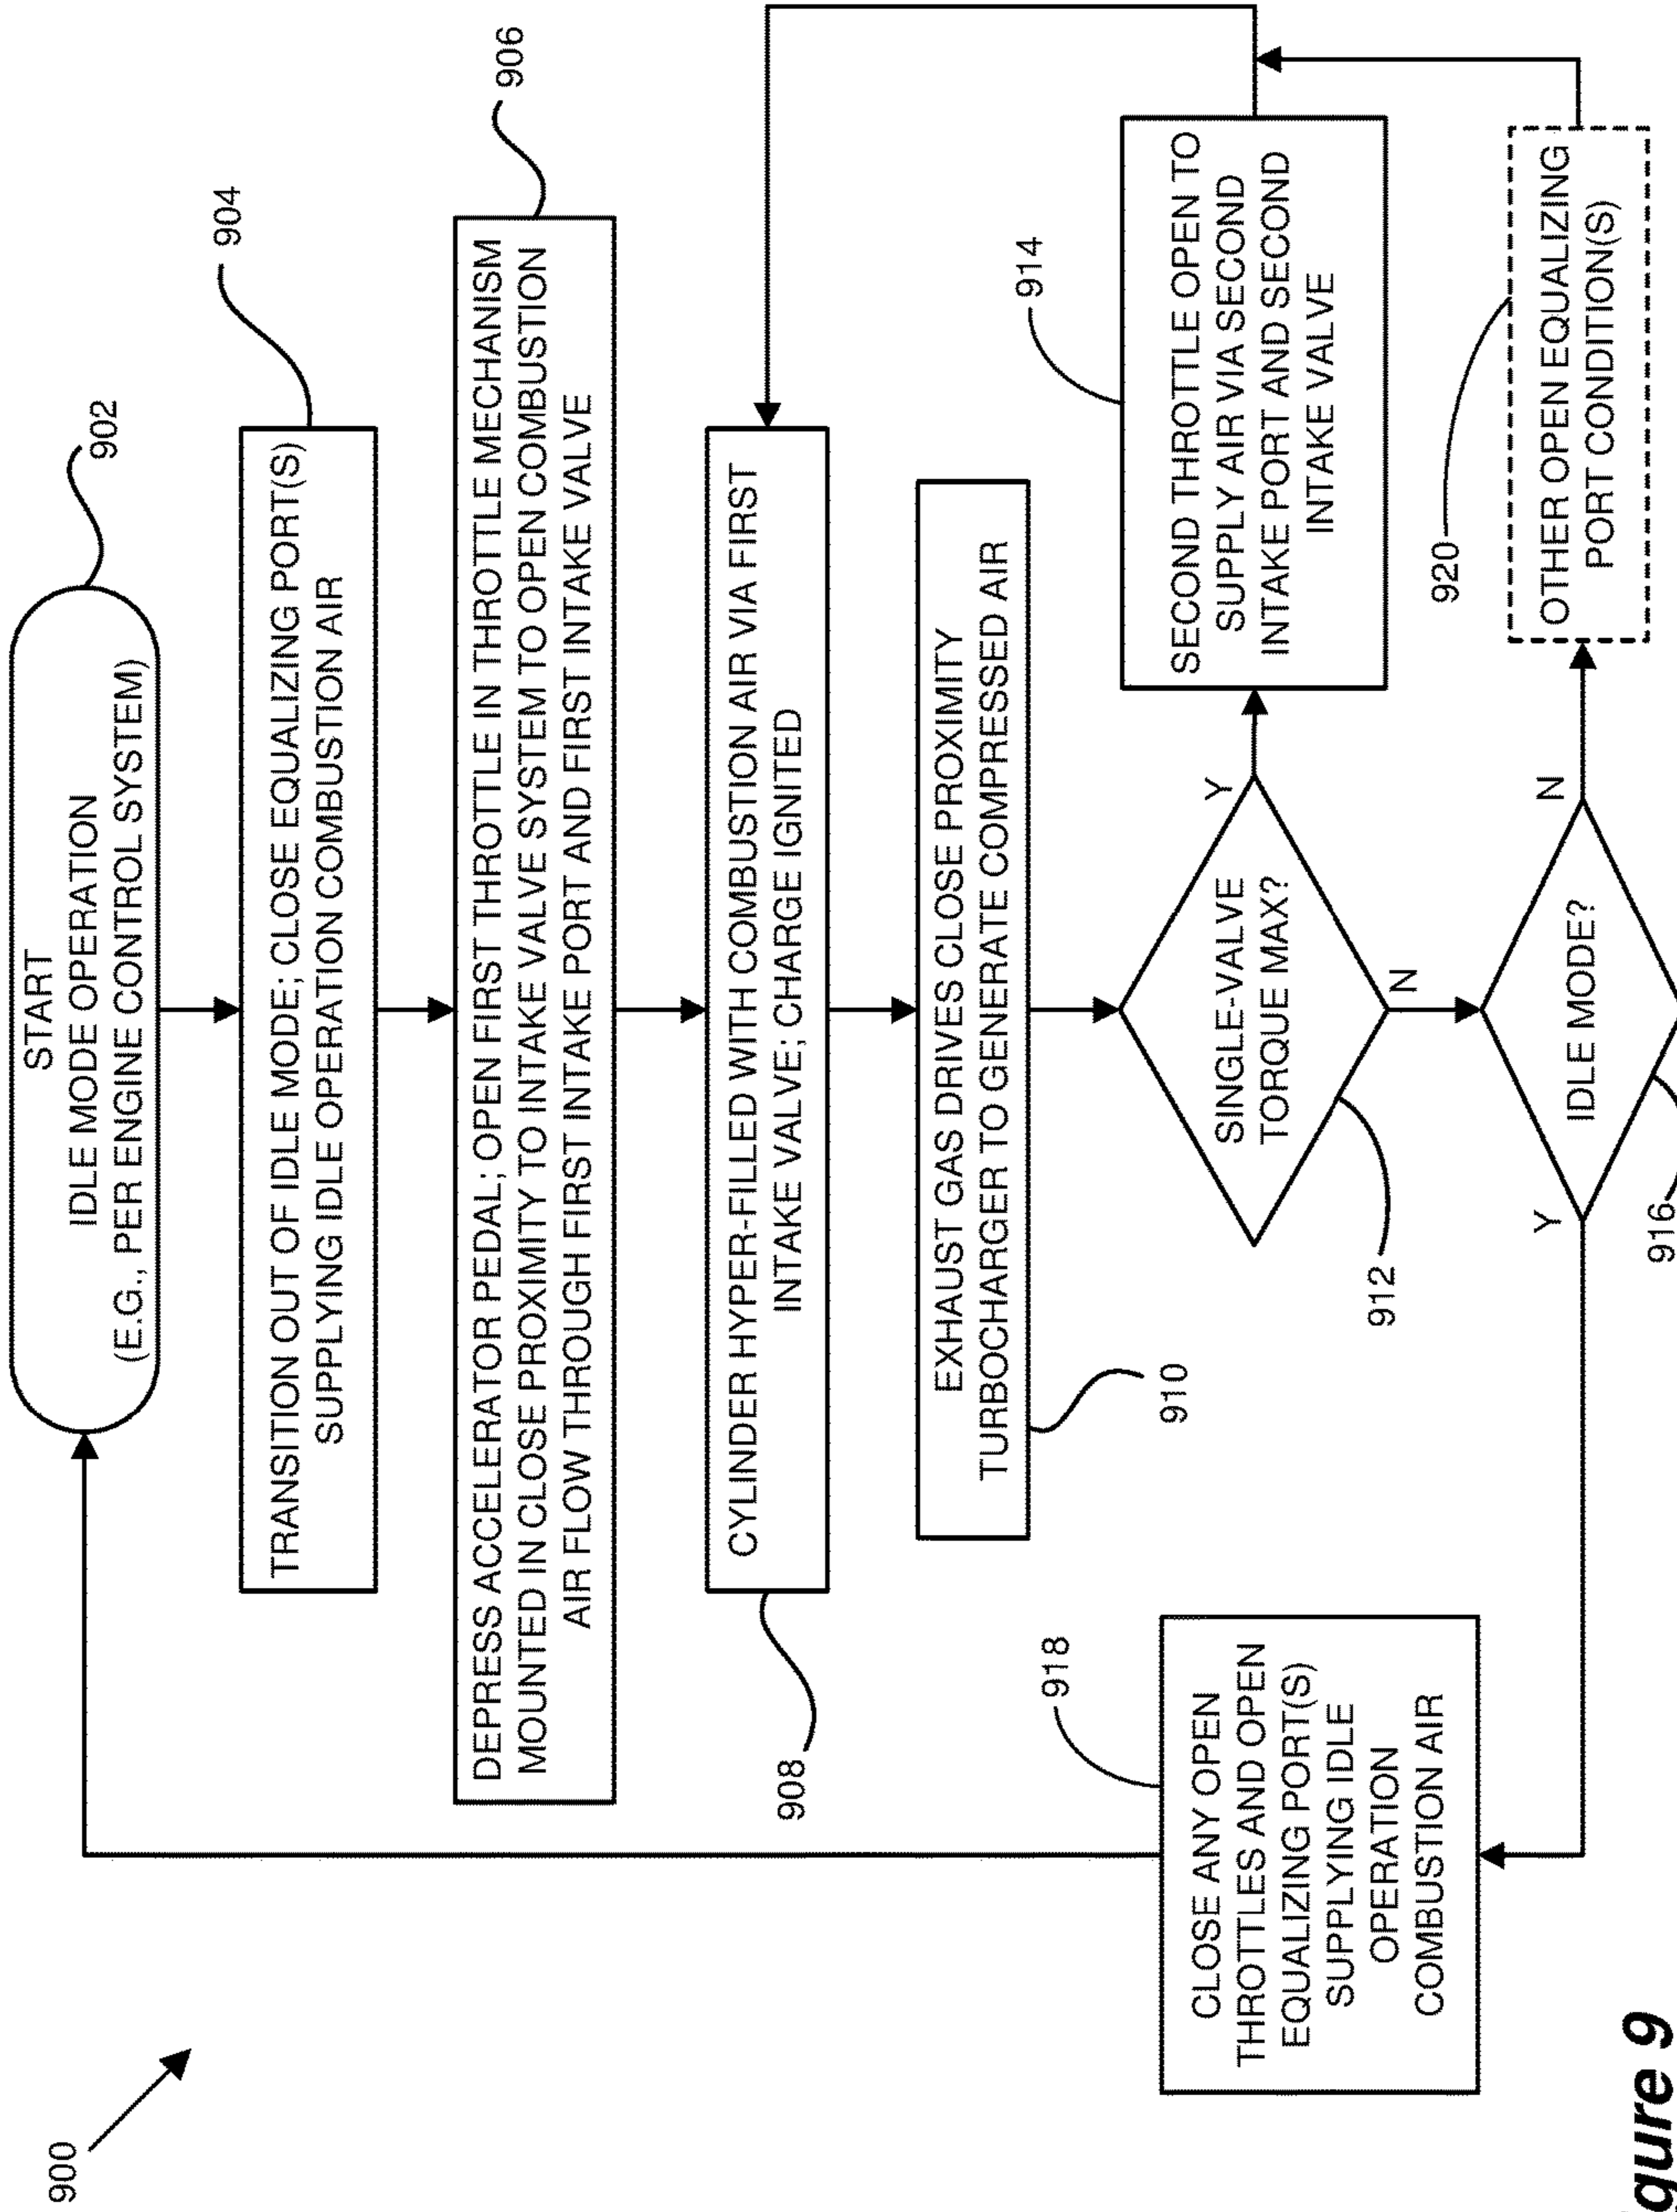 900
START
IDLE MODE OPERATION
(E.G., PER ENGINE CONTROL SYSTEM)
902
TRANSITION OUT OF IDLE MODE; CLOSE EQUALIZING PORT(S)
SUPPLYING IDLE OPERATION COMBUSTION AIR
904
DEPRESS ACCELERATOR PEDAL; OPEN FIRST THROTTLE IN THROTTLE MECHANISM
MOUNTED IN CLOSE PROXIMITY TO INTAKE VALVE SYSTEM TO OPEN COMBUSTION
AIR FLOW THROUGH FIRST INTAKE PORT AND FIRST INTAKE VALVE
906
CYLINDER HYPER-FILLED WITH COMBUSTION AIR VIA FIRST
INTAKE VALVE; CHARGE IGNITED
908
EXHAUST GAS DRIVES CLOSE PROXIMITY
TURBOCHARGER TO GENERATE COMPRESSED AIR
910
SINGLE-VALVE
TORQUE MAX?
912
Y
N
SECOND THROTTLE OPEN TO
SUPPLY AIR VIA SECOND
INTAKE PORT AND SECOND
INTAKE VALVE
914
IDLE MODE?
916
Y
N
CLOSE ANY OPEN
THROTTLES AND OPEN
EQUALIZING PORT(S)
SUPPLYING IDLE
OPERATION
COMBUSTION AIR
918
OTHER OPEN EQUALIZING
PORT CONDITION(S)
920
gure 9